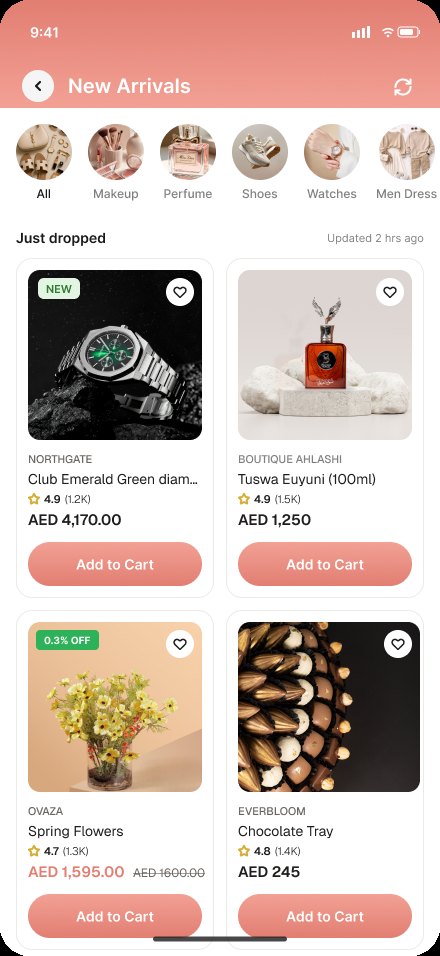 9:41
New Arrivals
All
Makeup
Perfume
Shoes
Watches
Men Dress
Just dropped
Updated 2 hrs ago
NEW
NORTHGATE
Club Emerald Green diam...
4.9 (1.2K)
AED 4,170.00
Add to Cart
BOUTIQUE AHLASHI
Tuswa Euyuni (100ml)
4.9 (1.5K)
AED 1,250
Add to Cart
0.3% OFF
OVAZA
Spring Flowers
4.7 (1.3K)
AED 1,595.00 AED 1600.00
Add to Cart
EVERBLOOM
Chocolate Tray
4.8 (1.4K)
AED 245
Add to Cart